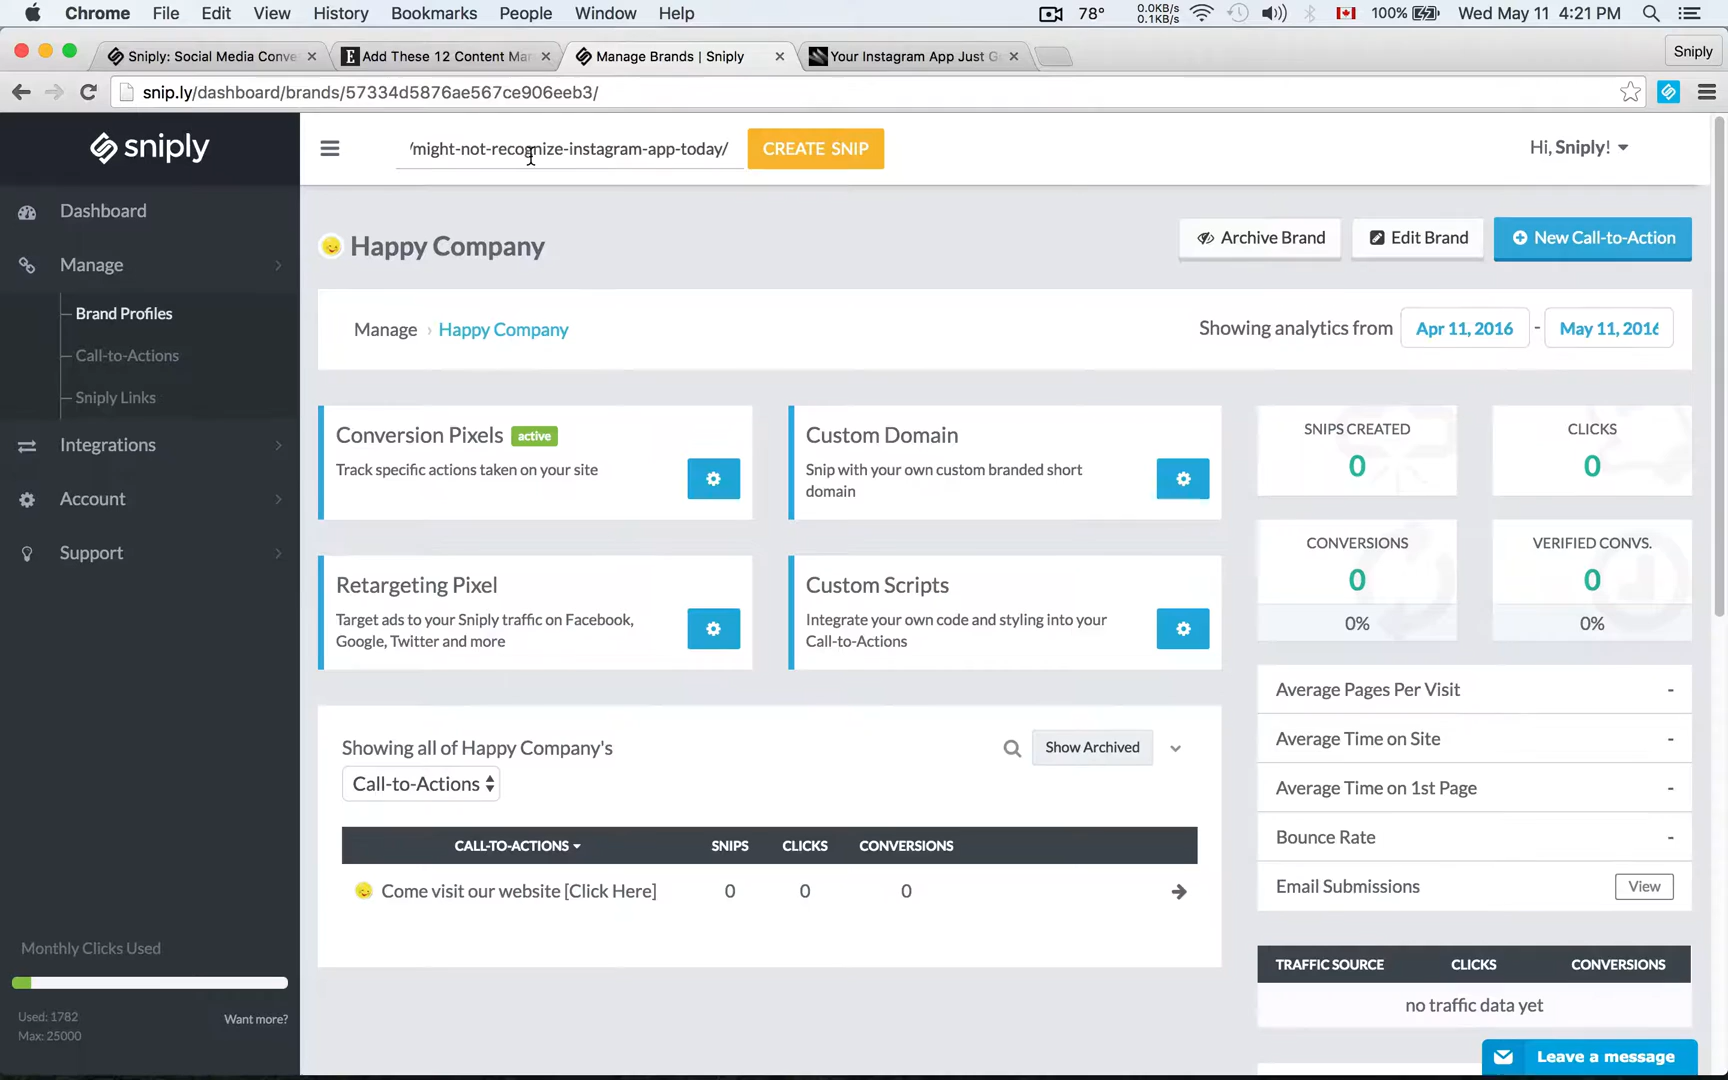 Chrome File Edit View History Bookmarks People Window Help 78° 0.0KB/s 0.1KB/s 100% Wed May 11 4:21 PM
Sniply: Social Media Conve Add These 12 Content Mar Manage Brands | Sniply Your Instagram App Just G Sniply
snip.ly/dashboard/brands/57334d5876ae567ce906eeb3/
sniply
/might-not-recognize-instagram-app-today/ CREATE SNIP Hi, Sniply!
Dashboard
Manage
Brand Profiles
Call-to-Actions
Sniply Links
Integrations
Account
Support
Monthly Clicks Used
Used: 1782
Max: 25000
Want more?
Happy Company
Archive Brand Edit Brand New Call-to-Action
Manage › Happy Company
Showing analytics from Apr 11, 2016 - May 11, 2016
Conversion Pixels active
Track specific actions taken on your site
Custom Domain
Snip with your own custom branded short
domain
Retargeting Pixel
Target ads to your Sniply traffic on Facebook,
Google, Twitter and more
Custom Scripts
Integrate your own code and styling into your
Call-to-Actions
SNIPS CREATED
0
CLICKS
0
CONVERSIONS
0
0%
VERIFIED CONVS.
0
0%
Average Pages Per Visit -
Average Time on Site -
Average Time on 1st Page -
Bounce Rate -
Email Submissions View
TRAFFIC SOURCE CLICKS CONVERSIONS
no traffic data yet
Showing all of Happy Company's
Show Archived
Call-to-Actions
CALL-TO-ACTIONS SNIPS CLICKS CONVERSIONS
Come visit our website [Click Here] 0 0 0
Leave a message